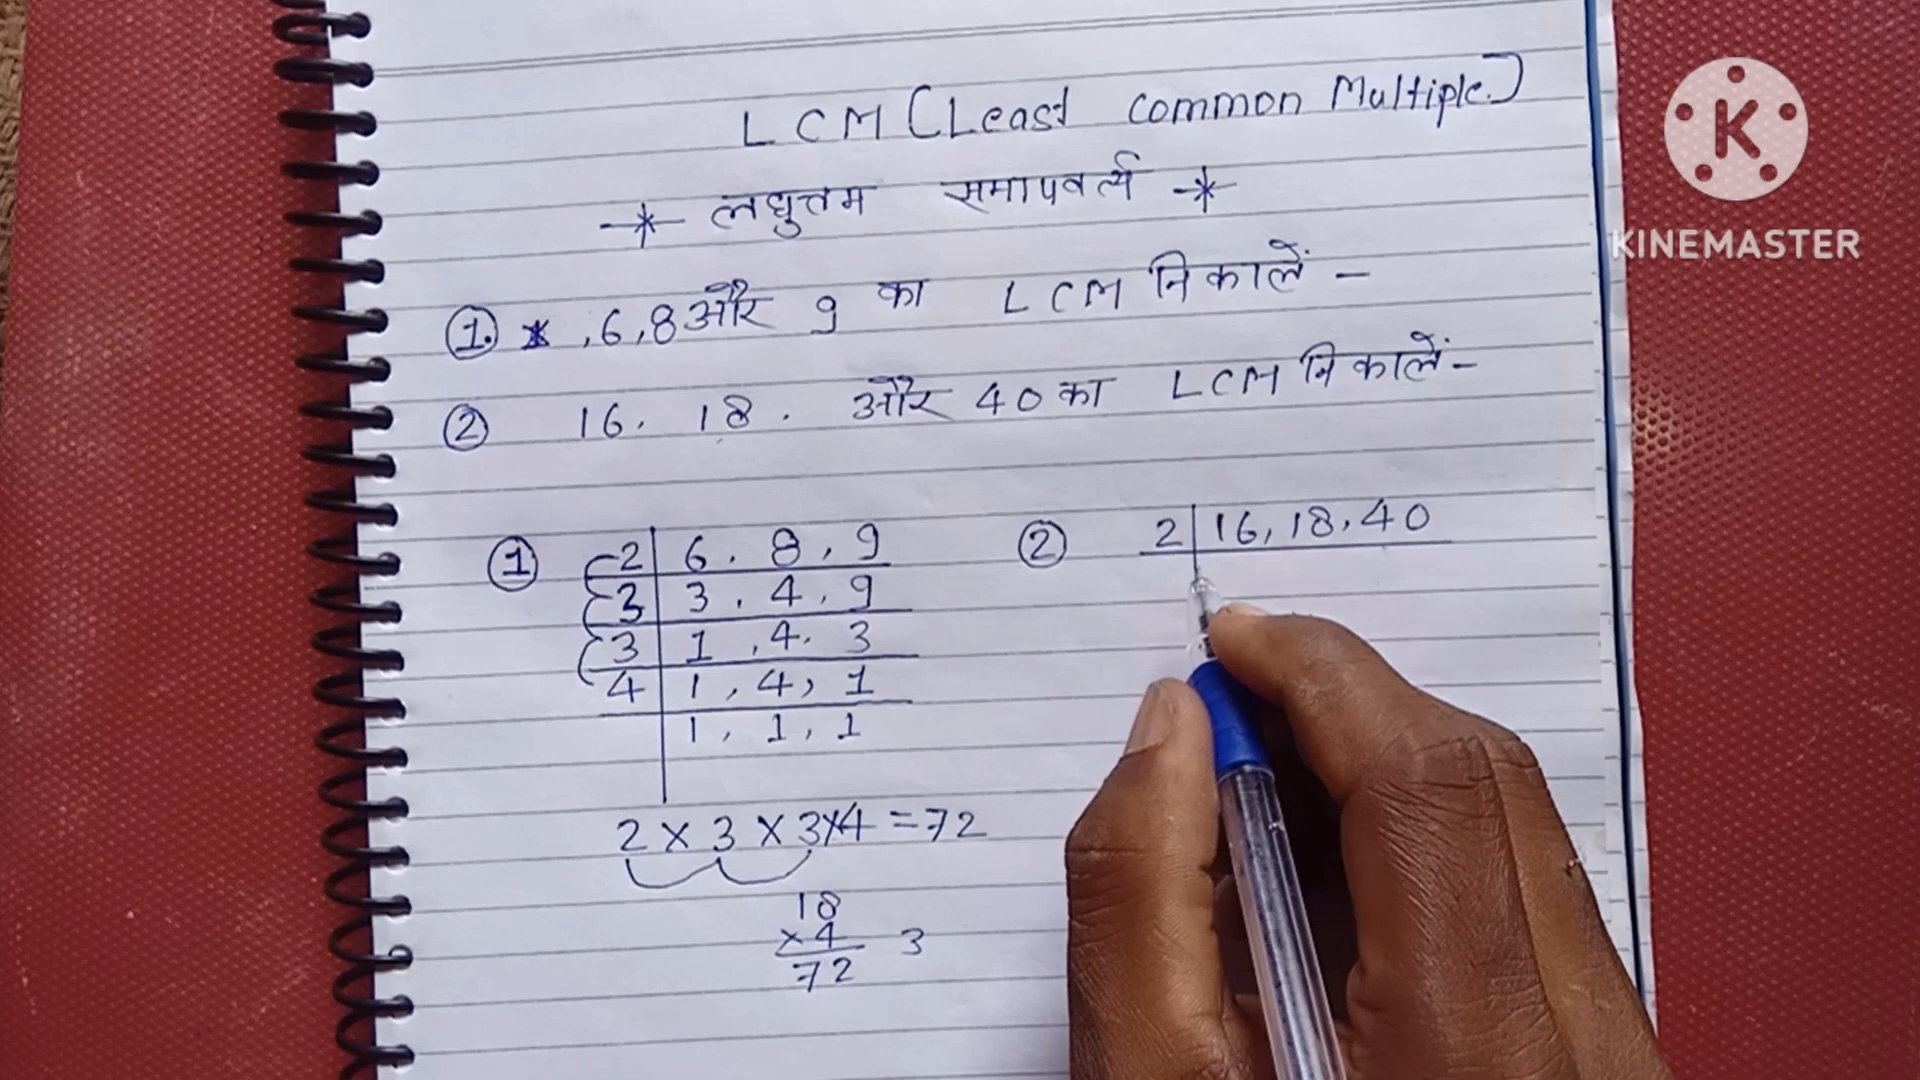 LCM (Least common Multiple)
लघुत्तम समापवर्त्य
K
KINEMASTER
1. , 6, 8 और 9 का LCM निकालें -
2 16. 18. और 40 का LCM निकालें -
1
2 6. 8, 9
3 3, 4, 9
3 1, 4. 3
4 1, 4, 1
1, 1, 1
2 × 3 × 3×4 = 72
18
×4 3
72
2 2 16, 18, 40